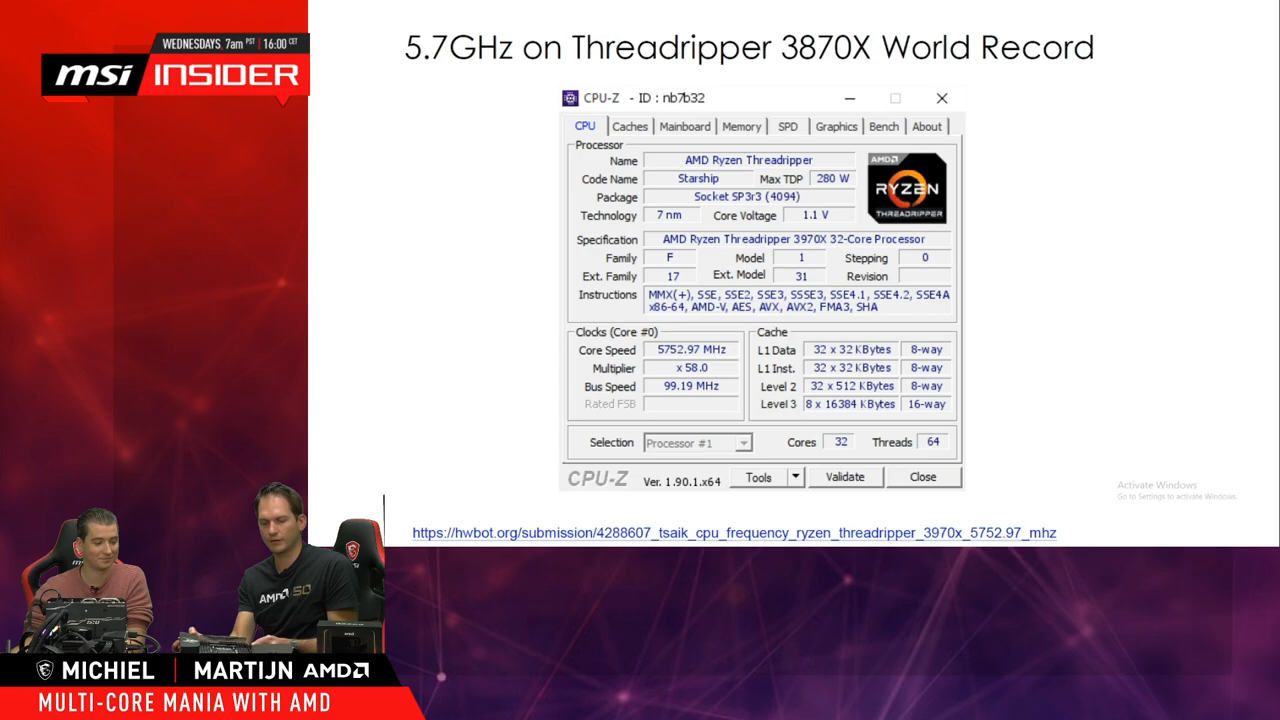 WEDNESDAYS, 7am PST | 16:00 CET
msi INSIDER
5.7GHz on Threadripper 3870X World Record
CPU-Z - ID : nb7b32
CPU Caches Mainboard Memory SPD Graphics Bench About
Processor
Name AMD Ryzen Threadripper
Code Name Starship Max TDP 280 W
Package Socket SP3r3 (4094)
Technology 7 nm Core Voltage 1.1 V
AMD
RYZEN
THREADRIPPER
Specification AMD Ryzen Threadripper 3970X 32-Core Processor
Family F Model 1 Stepping 0
Ext. Family 17 Ext. Model 31 Revision
Instructions MMX(+), SSE, SSE2, SSE3, SSSE3, SSE4.1, SSE4.2, SSE4A
x86-64, AMD-V, AES, AVX, AVX2, FMA3, SHA
Clocks (Core #0)
Core Speed 5752.97 MHz
Multiplier x 58.0
Bus Speed 99.19 MHz
Rated FSB
Cache
L1 Data 32 x 32 KBytes 8-way
L1 Inst. 32 x 32 KBytes 8-way
Level 2 32 x 512 KBytes 8-way
Level 3 8 x 16384 KBytes 16-way
Selection Processor #1 Cores 32 Threads 64
CPU-Z Ver. 1.90.1.x64 Tools Validate Close
Activate Windows
Go to Settings to activate Windows.
https://hwbot.org/submission/4288607_tsaik_cpu_frequency_ryzen_threadripper_3970x_5752.97_mhz
AMD 50
MICHIEL | MARTIJN AMD
MULTI-CORE MANIA WITH AMD